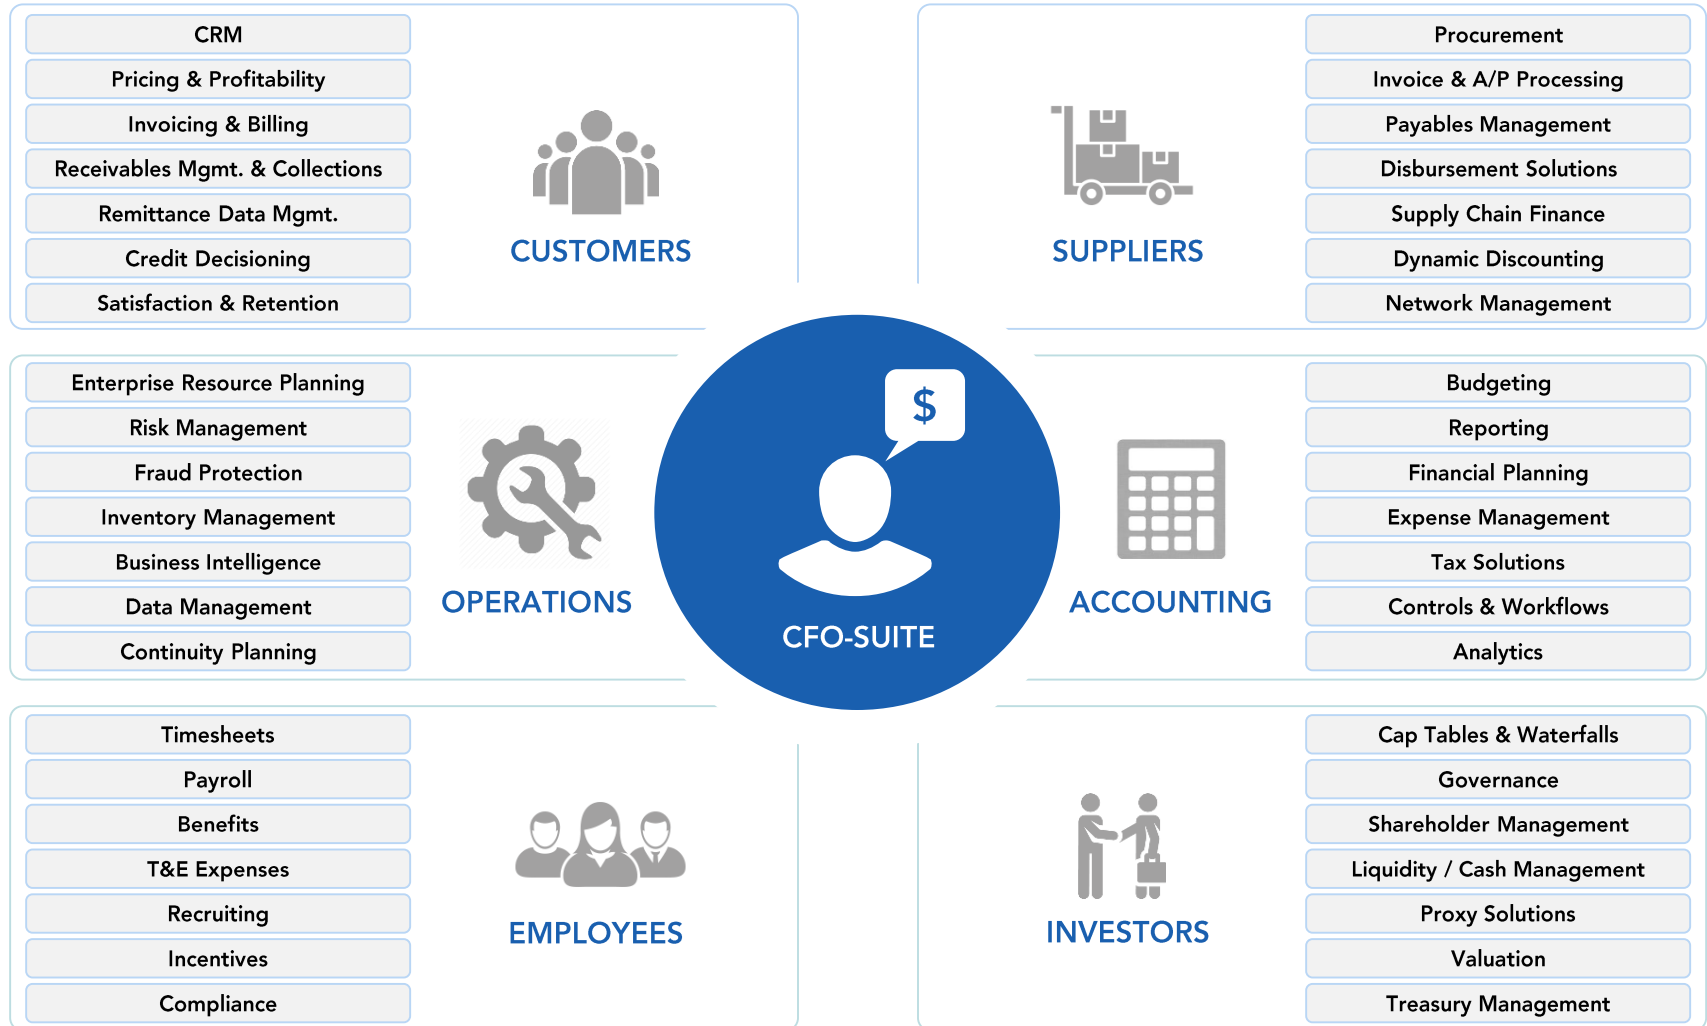 CRM
Pricing & Profitability
Invoicing & Billing
Receivables Mgmt. & Collections
Remittance Data Mgmt.
Credit Decisioning
Satisfaction & Retention
CUSTOMERS
SUPPLIERS
Procurement
Invoice & A/P Processing
Payables Management
Disbursement Solutions
Supply Chain Finance
Dynamic Discounting
Network Management
Enterprise Resource Planning
Risk Management
Fraud Protection
Inventory Management
Business Intelligence
Data Management
Continuity Planning
OPERATIONS
$
CFO-SUITE
ACCOUNTING
Budgeting
Reporting
Financial Planning
Expense Management
Tax Solutions
Controls & Workflows
Analytics
Timesheets
Payroll
Benefits
T&E Expenses
Recruiting
Incentives
Compliance
EMPLOYEES
INVESTORS
Cap Tables & Waterfalls
Governance
Shareholder Management
Liquidity / Cash Management
Proxy Solutions
Valuation
Treasury Management